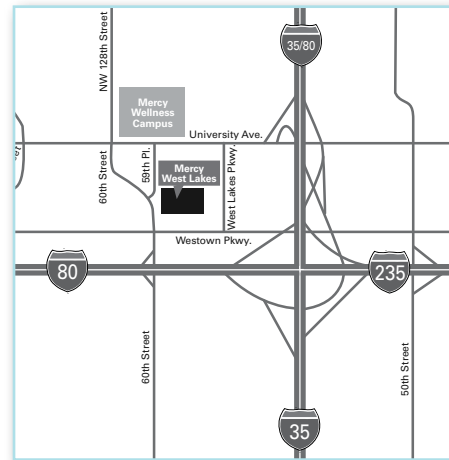 NW 128th Street
35/80
Mercy
Wellness
Campus
University Ave.
60th Street
59th Pl.
Mercy
West Lakes
West Lakes Pkwy.
Westown Pkwy.
80
235
60th Street
50th Street
35